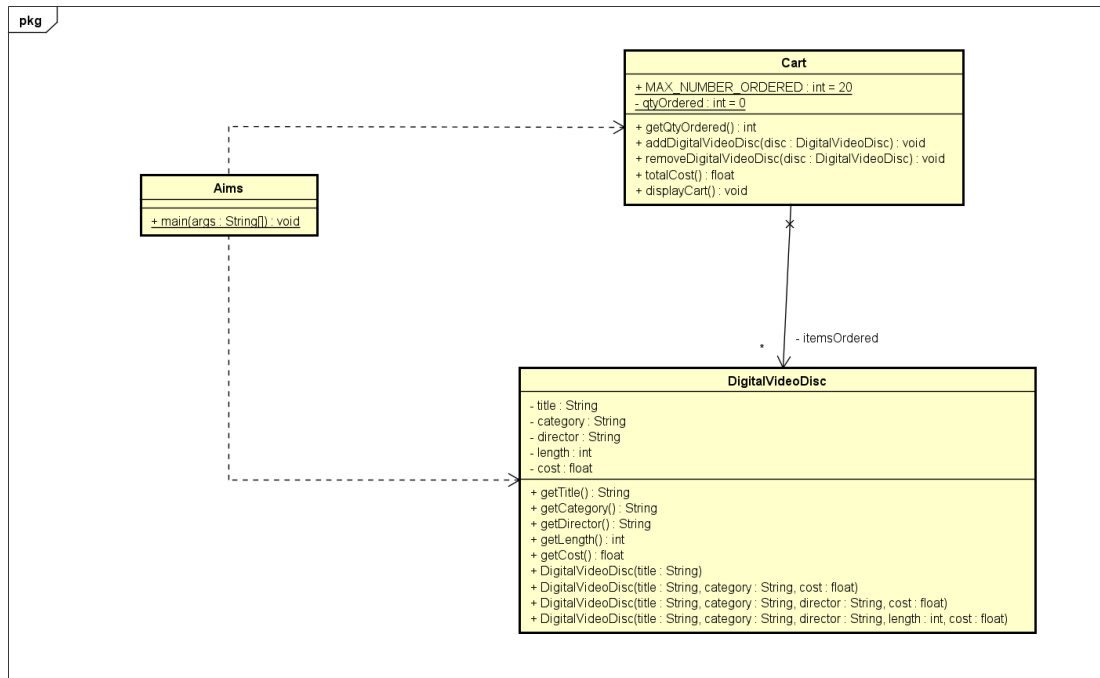 pkg
Cart
+ MAX_NUMBER_ORDERED : int = 20
- qtyOrdered : int = 0
+ getQtyOrdered() : int
+ addDigitalVideoDisc(disc : DigitalVideoDisc) : void
+ removeDigitalVideoDisc(disc : DigitalVideoDisc) : void
+ totalCost() : float
+ displayCart() : void
Aims
+ main(args : String[]) : void
- itemsOrdered
*
DigitalVideoDisc
- title : String
- category : String
- director : String
- length : int
- cost : float
+ getTitle() : String
+ getCategory() : String
+ getDirector() : String
+ getLength() : int
+ getCost() : float
+ DigitalVideoDisc(title : String)
+ DigitalVideoDisc(title : String, category : String, cost : float)
+ DigitalVideoDisc(title : String, category : String, director : String, cost : float)
+ DigitalVideoDisc(title : String, category : String, director : String, length : int, cost : float)